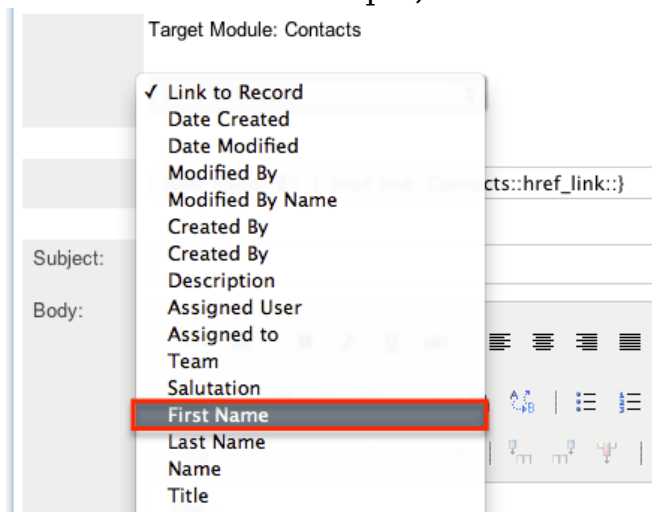 Target Module: Contacts
✓ Link to Record
Date Created
Date Modified
Modified By
cts::href_link::}
Modified By Name
Created By
Subject:
Created By
Description
Body:
Assigned User
Assigned to
Team
Salutation
First Name
Last Name
Name
Title